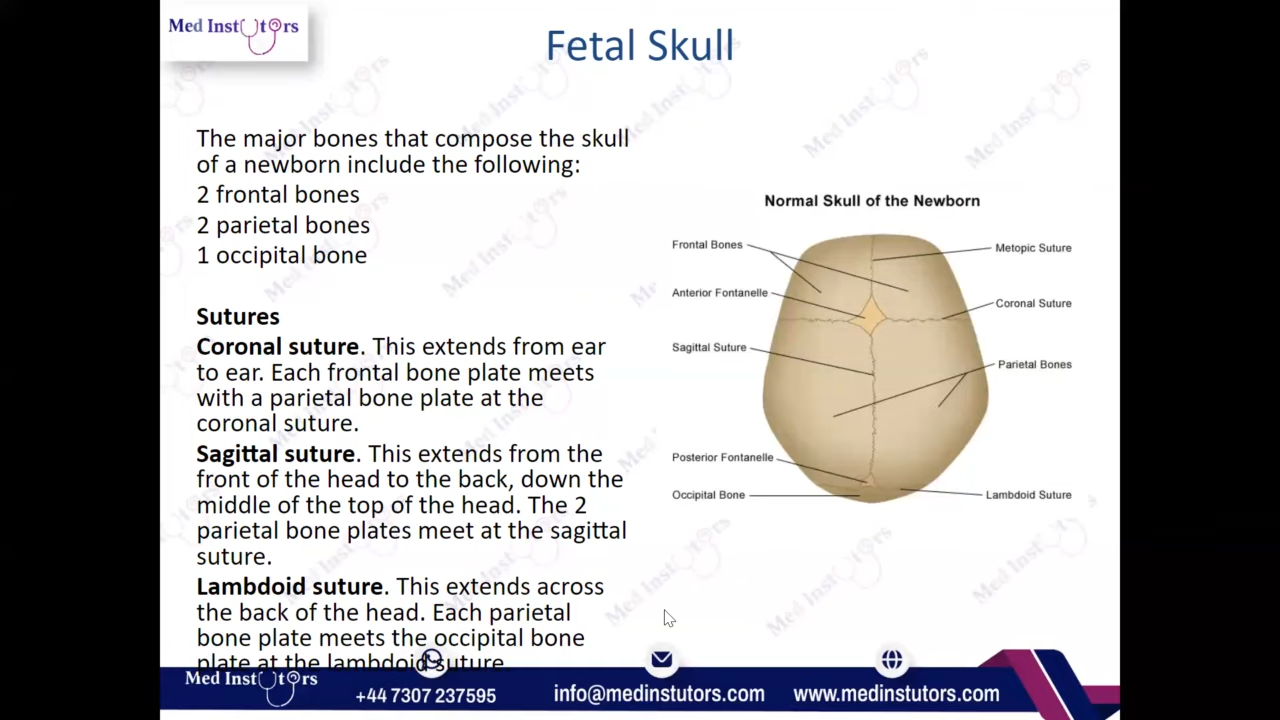 Med Instutors
Fetal Skull
The major bones that compose the skull
of a newborn include the following:
2 frontal bones
2 parietal bones
1 occipital bone
Sutures
Coronal suture. This extends from ear
to ear. Each frontal bone plate meets
with a parietal bone plate at the
coronal suture.
Sagittal suture. This extends from the
front of the head to the back, down the
middle of the top of the head. The 2
parietal bone plates meet at the sagittal
suture.
Lambdoid suture. This extends across
the back of the head. Each parietal
bone plate meets the occipital bone
plate at the lambdoid suture
Normal Skull of the Newborn
Frontal Bones
Anterior Fontanelle
Sagittal Suture
Posterior Fontanelle
Occipital Bone
Metopic Suture
Coronal Suture
Parietal Bones
Lambdoid Suture
Med Instutors
+44 7307 237595
info@medinstutors.com
www.medinstutors.com